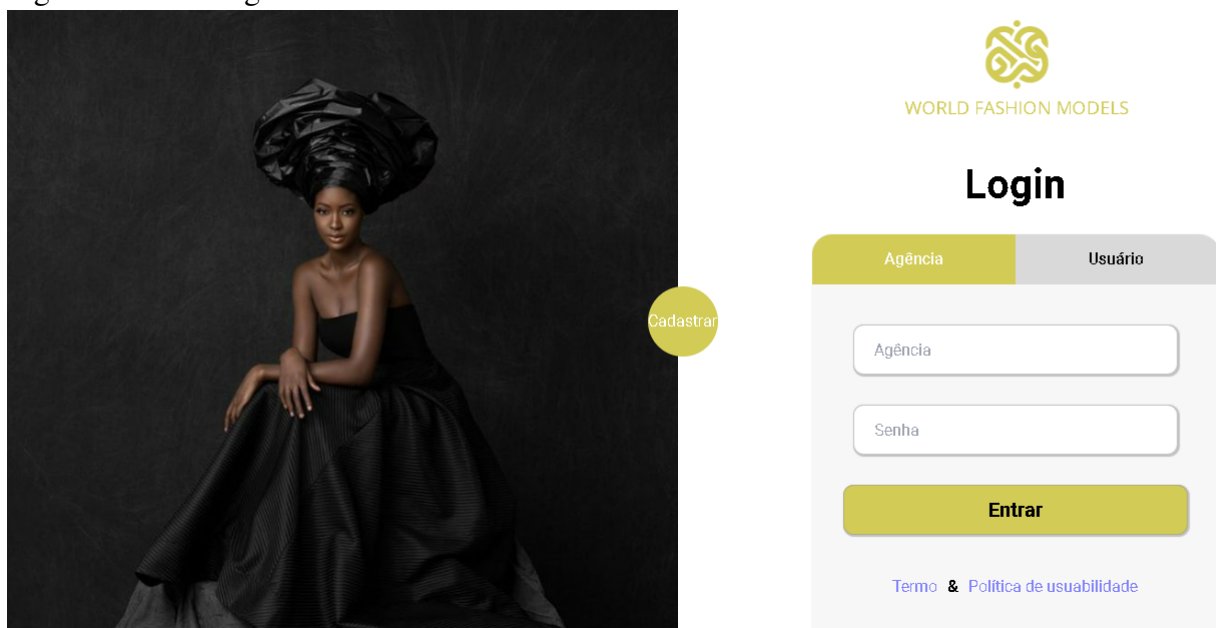 WORLD FASHION MODELS
Login
Agência
Usuário
Cadastrar
Agência
Senha
Entrar
Termo & Política de usuabilidade